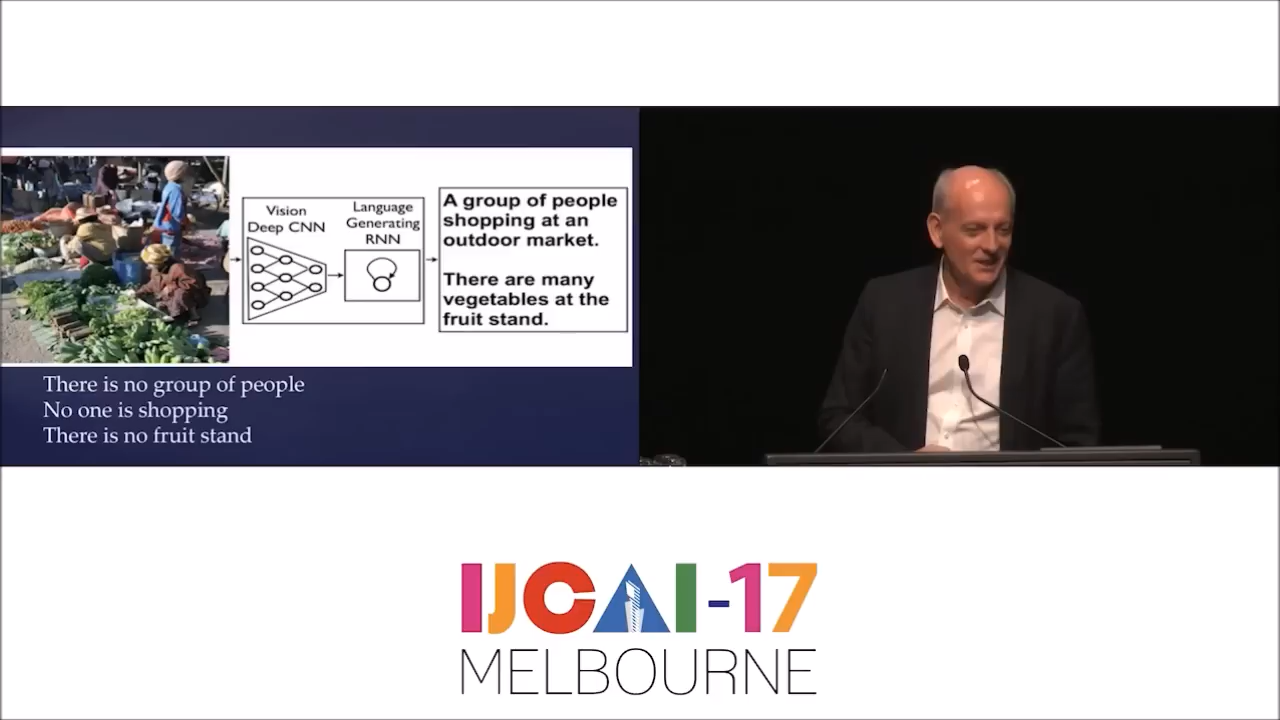 Vision
Deep CNN
Language
Generating
RNN
A group of people
shopping at an
outdoor market.
There are many
vegetables at the
fruit stand.
There is no group of people
No one is shopping
There is no fruit stand
IJCAI-17
MELBOURNE